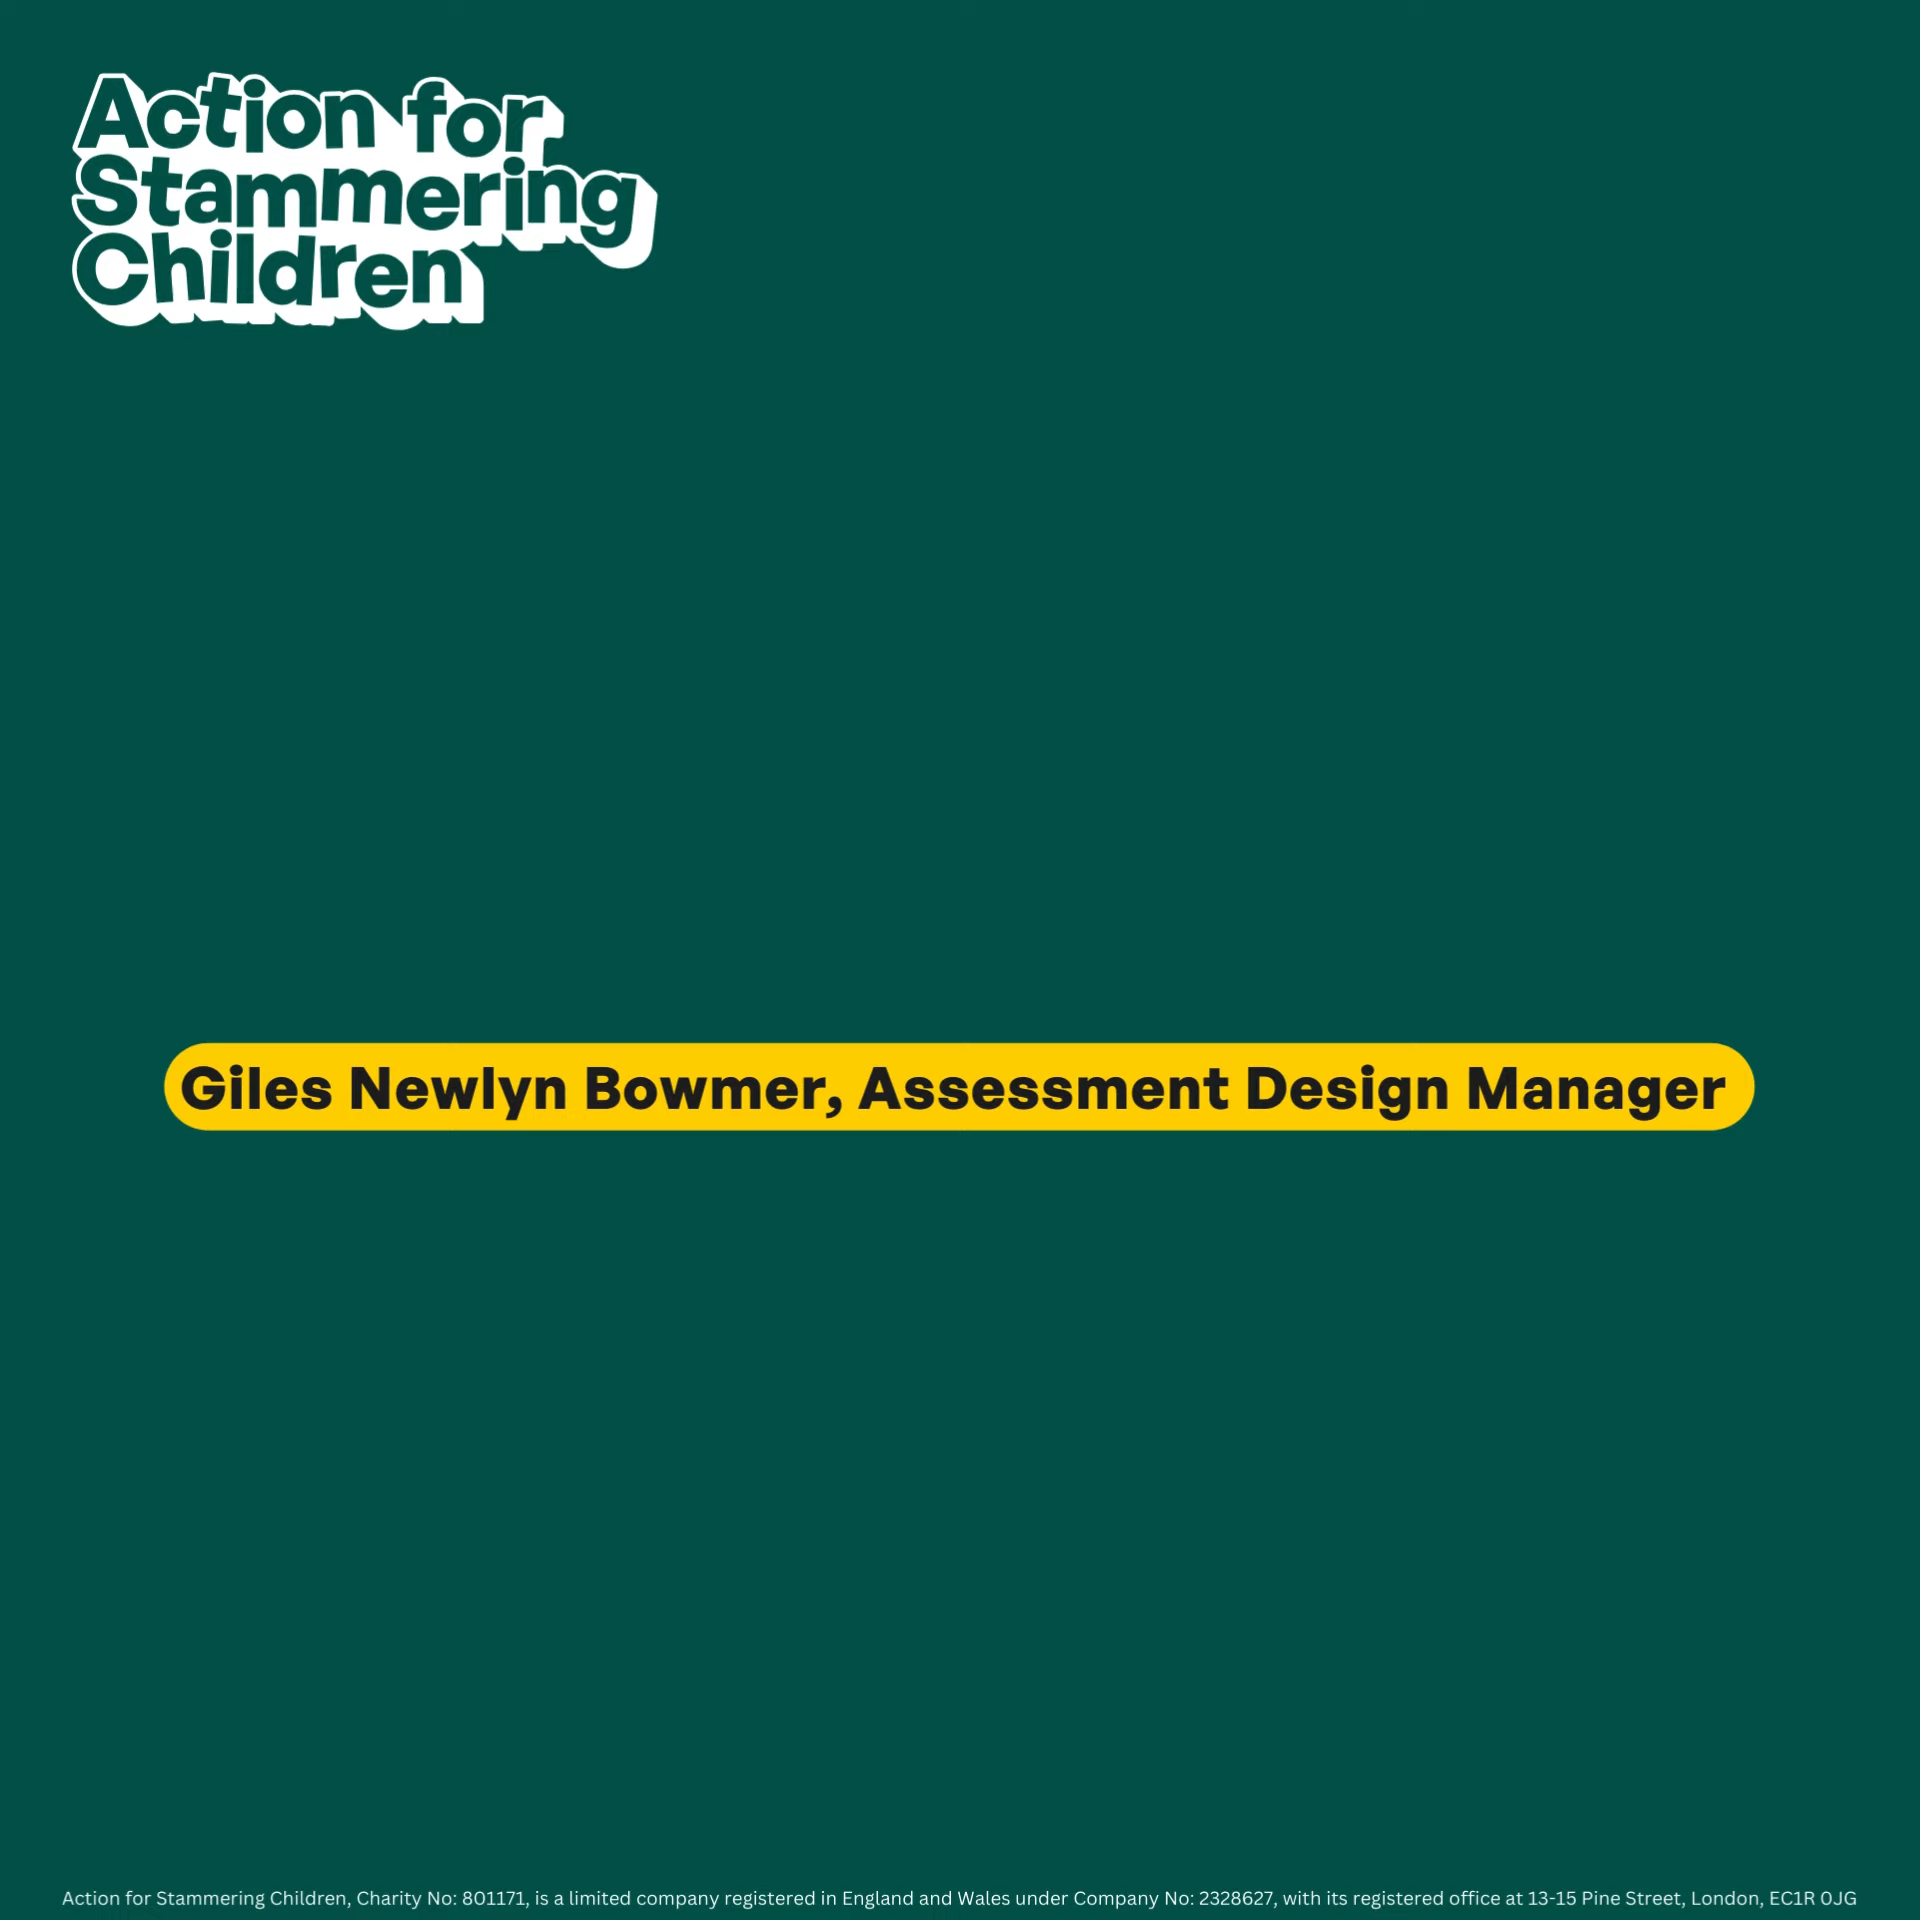 Action for
Stammering
Children
Giles Newlyn Bowmer, Assessment Design Manager
Action for Stammering Children, Charity No: 801171, is a limited company registered in England and Wales under Company No: 2328627, with its registered office at 13-15 Pine Street, London, EC1R 0JG